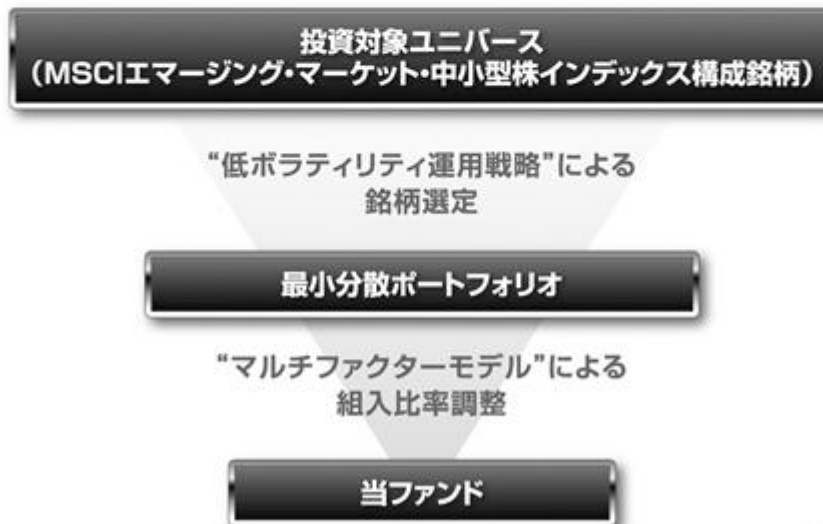 投資対象ユニバース
（MSCIエマージング・マーケット・中小型株インデックス構成銘柄）
“低ボラティリティ運用戦略”による
銘柄選定
最小分散ポートフォリオ
“マルチファクターモデル”による
組入比率調整
当ファンド